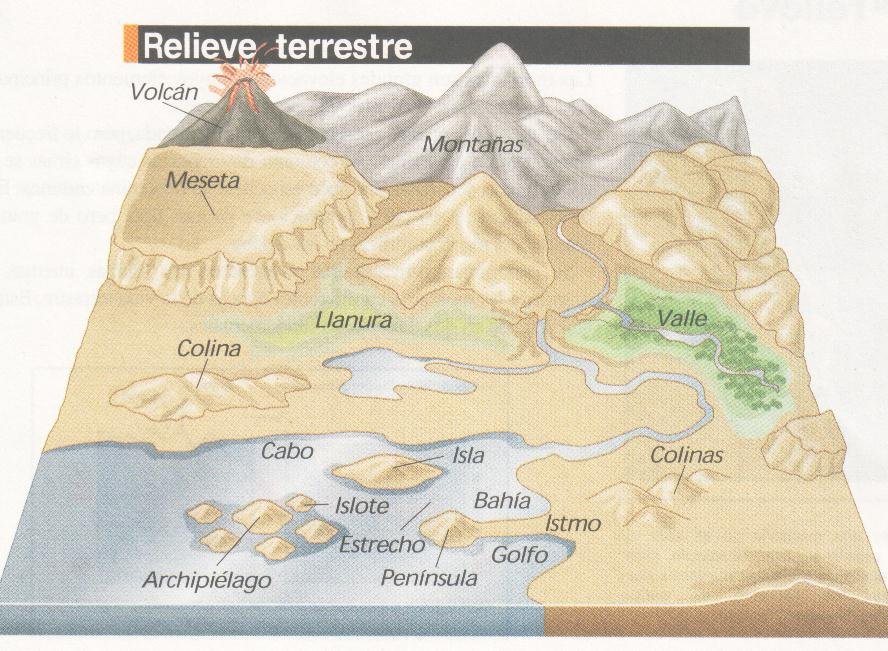 Relieve terrestre
Volcán
Montañas
Meseta
Llanura
Valle
Colina
Cabo
Isla
Colinas
Bahía
Islote
Istmo
Estrecho
Golfo
Archipiélago
Península